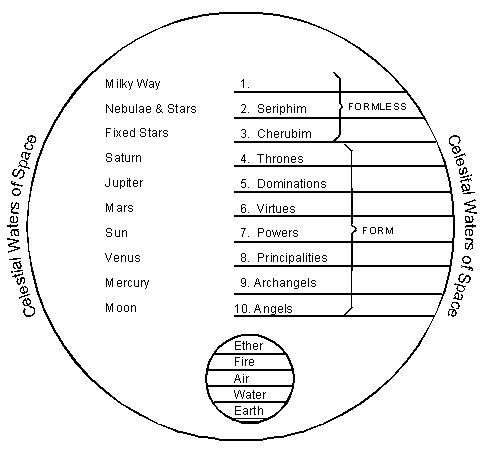 Milky Way 1.
Nebulae & Stars 2. Seriphim FORMLESS
Fixed Stars 3. Cherubim
Saturn 4. Thrones
Jupiter 5. Dominations
Mars 6. Virtues
Sun 7. Powers FORM
Venus 8. Principalities
Mercury 9. Archangels
Moon 10. Angels
Celestial Waters of Space
Celestial Waters of Space
Ether
Fire
Air
Water
Earth